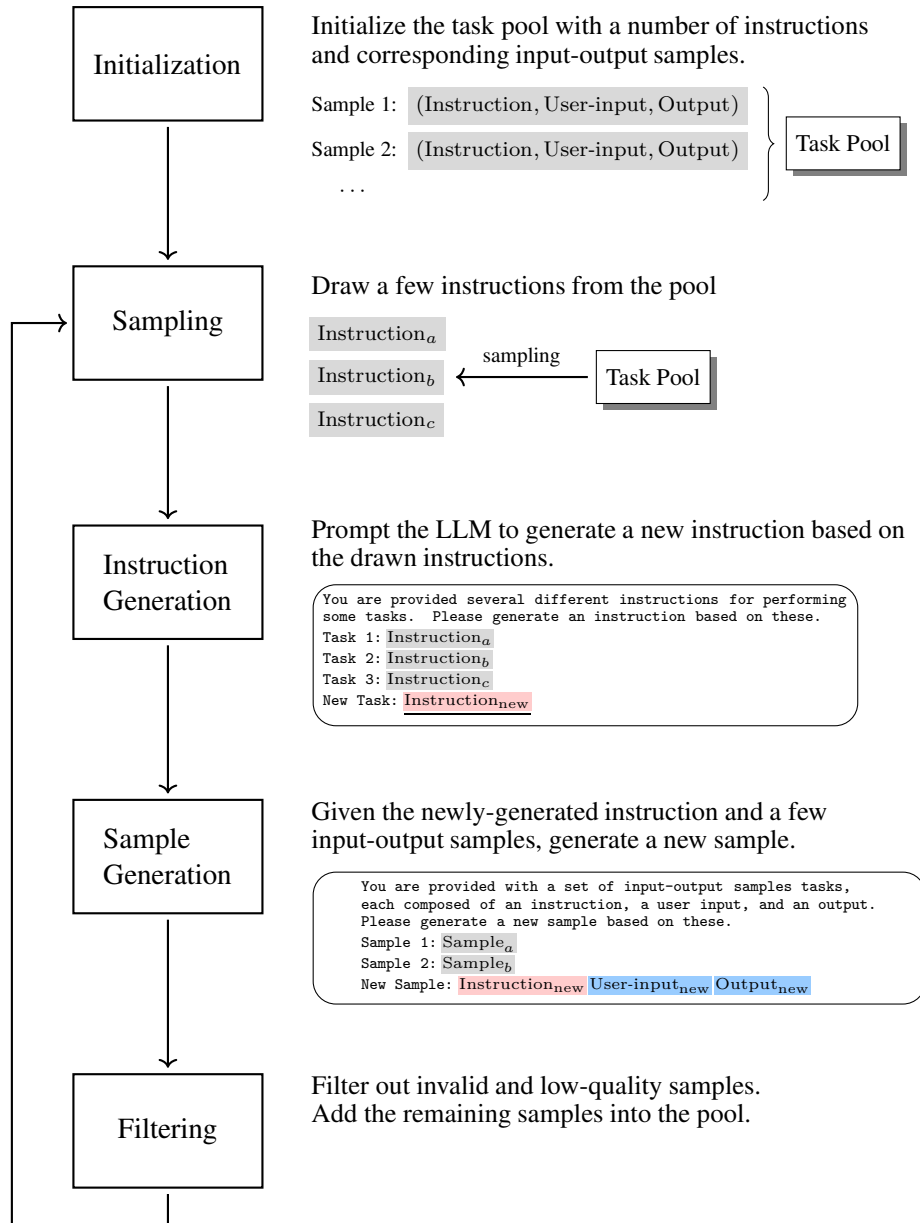 Initialization
Initialize the task pool with a number of instructions
and corresponding input-output samples.
Sample 1: (Instruction, User-input, Output)
Sample 2: (Instruction, User-input, Output)
...
Task Pool
Sampling
Draw a few instructions from the pool
Instruction_a
Instruction_b
Instruction_c
sampling
Task Pool
Instruction
Generation
Prompt the LLM to generate a new instruction based on
the drawn instructions.
You are provided several different instructions for performing
some tasks. Please generate an instruction based on these.
Task 1: Instruction_a
Task 2: Instruction_b
Task 3: Instruction_c
New Task: Instruction_new
Sample
Generation
Given the newly-generated instruction and a few
input-output samples, generate a new sample.
You are provided with a set of input-output samples tasks,
each composed of an instruction, a user input, and an output.
Please generate a new sample based on these.
Sample 1: Sample_a
Sample 2: Sample_b
New Sample: Instruction_new User-input_new Output_new
Filtering
Filter out invalid and low-quality samples.
Add the remaining samples into the pool.